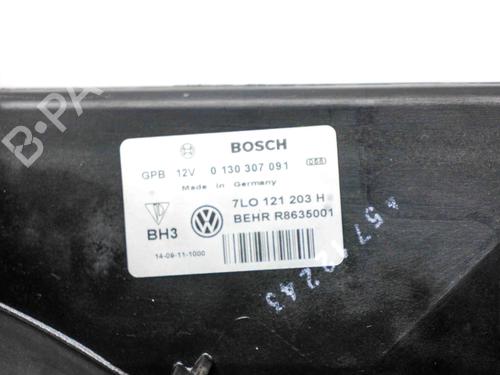 B-PARTS
BOSCH
GPB 12V 0 130 307 091
Made in Germany
7LO 121 203 H
BH3 BEHR R8635001
14-09-11-1000